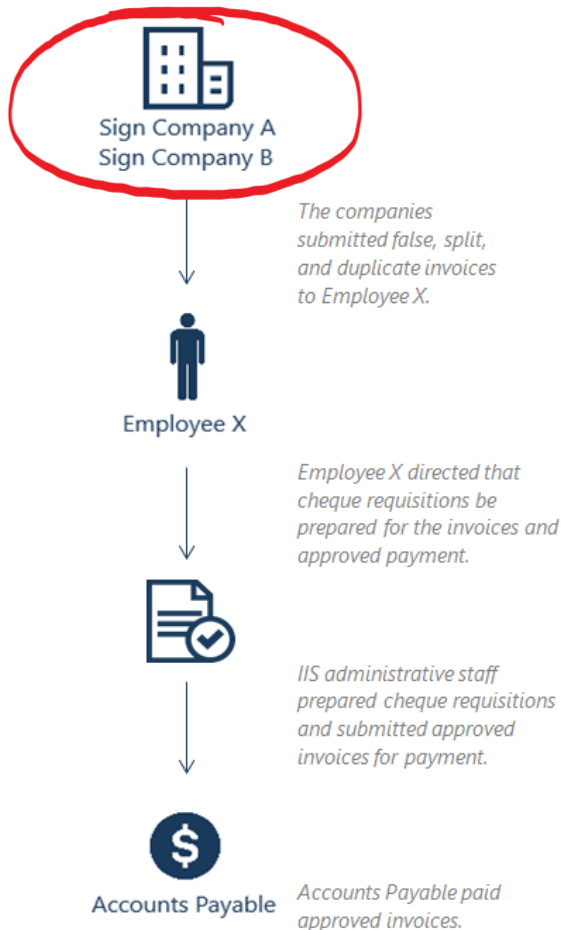 Sign Company A
Sign Company B
The companies
submitted false, split,
and duplicate invoices
to Employee X.
Employee X
Employee X directed that
cheque requisitions be
prepared for the invoices and
approved payment.
IIS administrative staff
prepared cheque requisitions
and submitted approved
invoices for payment.
$
Accounts Payable
Accounts Payable paid
approved invoices.